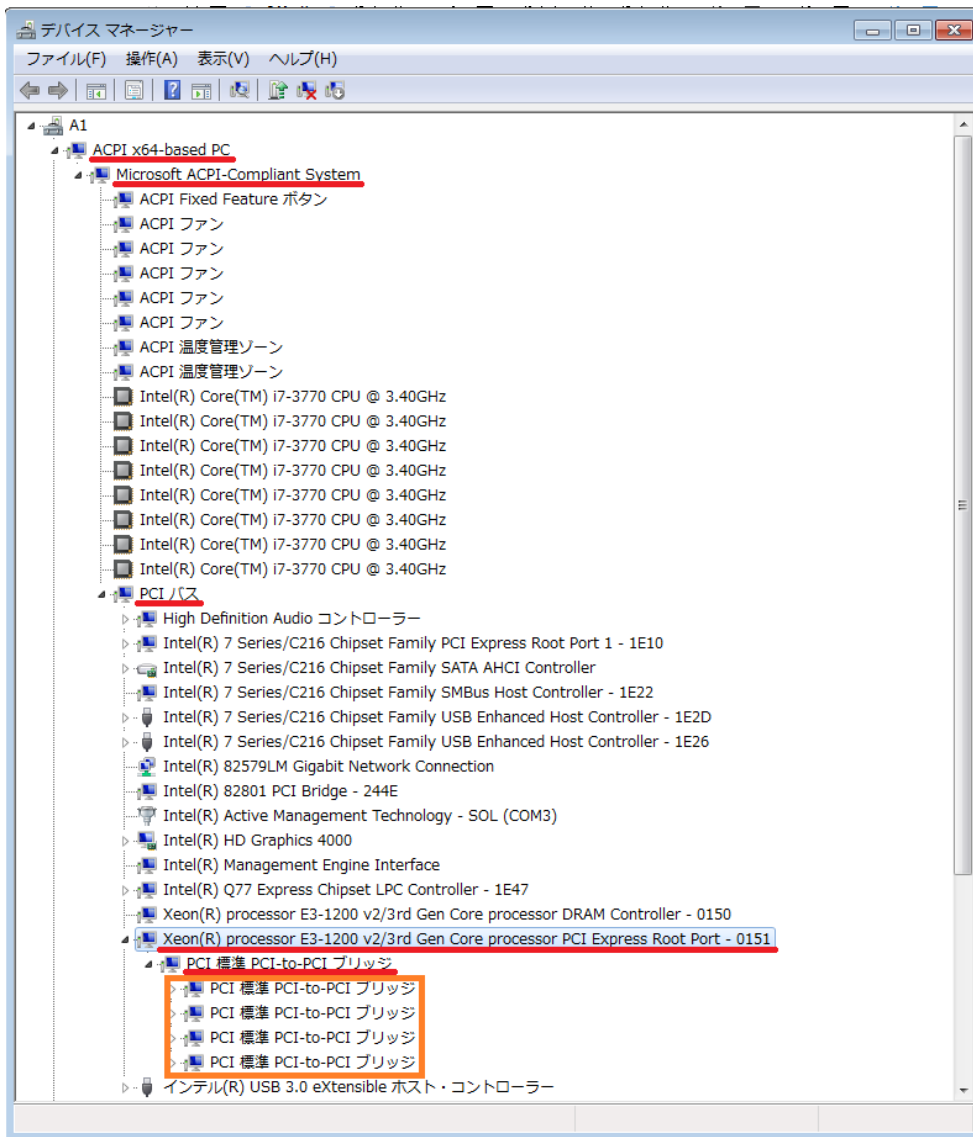 デバイス マネージャー
ファイル(F) 操作(A) 表示(V) ヘルプ(H)
A1
ACPI x64-based PC
Microsoft ACPI-Compliant System
ACPI Fixed Feature ボタン
ACPI ファン
ACPI ファン
ACPI ファン
ACPI ファン
ACPI ファン
ACPI 温度管理ゾーン
ACPI 温度管理ゾーン
Intel(R) Core(TM) i7-3770 CPU @ 3.40GHz
Intel(R) Core(TM) i7-3770 CPU @ 3.40GHz
Intel(R) Core(TM) i7-3770 CPU @ 3.40GHz
Intel(R) Core(TM) i7-3770 CPU @ 3.40GHz
Intel(R) Core(TM) i7-3770 CPU @ 3.40GHz
Intel(R) Core(TM) i7-3770 CPU @ 3.40GHz
Intel(R) Core(TM) i7-3770 CPU @ 3.40GHz
Intel(R) Core(TM) i7-3770 CPU @ 3.40GHz
PCI バス
High Definition Audio コントローラー
Intel(R) 7 Series/C216 Chipset Family PCI Express Root Port 1 - 1E10
Intel(R) 7 Series/C216 Chipset Family SATA AHCI Controller
Intel(R) 7 Series/C216 Chipset Family SMBus Host Controller - 1E22
Intel(R) 7 Series/C216 Chipset Family USB Enhanced Host Controller - 1E2D
Intel(R) 7 Series/C216 Chipset Family USB Enhanced Host Controller - 1E26
Intel(R) 82579LM Gigabit Network Connection
Intel(R) 82801 PCI Bridge - 244E
Intel(R) Active Management Technology - SOL (COM3)
Intel(R) HD Graphics 4000
Intel(R) Management Engine Interface
Intel(R) Q77 Express Chipset LPC Controller - 1E47
Xeon(R) processor E3-1200 v2/3rd Gen Core processor DRAM Controller - 0150
Xeon(R) processor E3-1200 v2/3rd Gen Core processor PCI Express Root Port - 0151
PCI 標準 PCI-to-PCI ブリッジ
PCI 標準 PCI-to-PCI ブリッジ
PCI 標準 PCI-to-PCI ブリッジ
PCI 標準 PCI-to-PCI ブリッジ
PCI 標準 PCI-to-PCI ブリッジ
インテル(R) USB 3.0 eXtensible ホスト・コントローラー